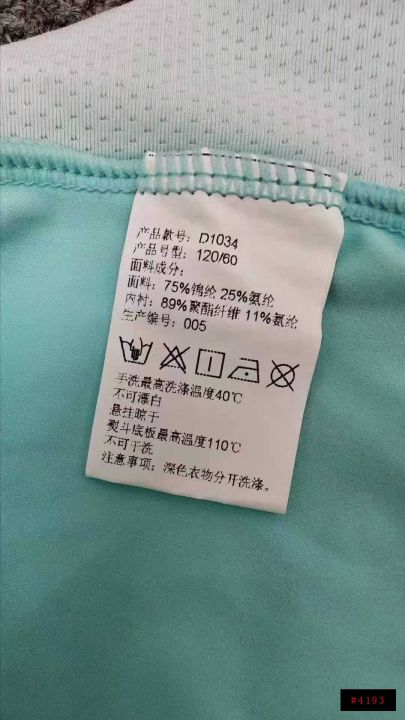 产品款号：D1034
产品号型：120/60
面料成分：
面料：75%锦纶 25%氨纶
内衬：89%聚酯纤维 11%氨纶
生产编号：005
手洗最高洗涤温度40℃
不可漂白
悬挂晾干
熨斗底板最高温度110℃
不可干洗
注意事项：深色衣物分开洗涤。
#4193